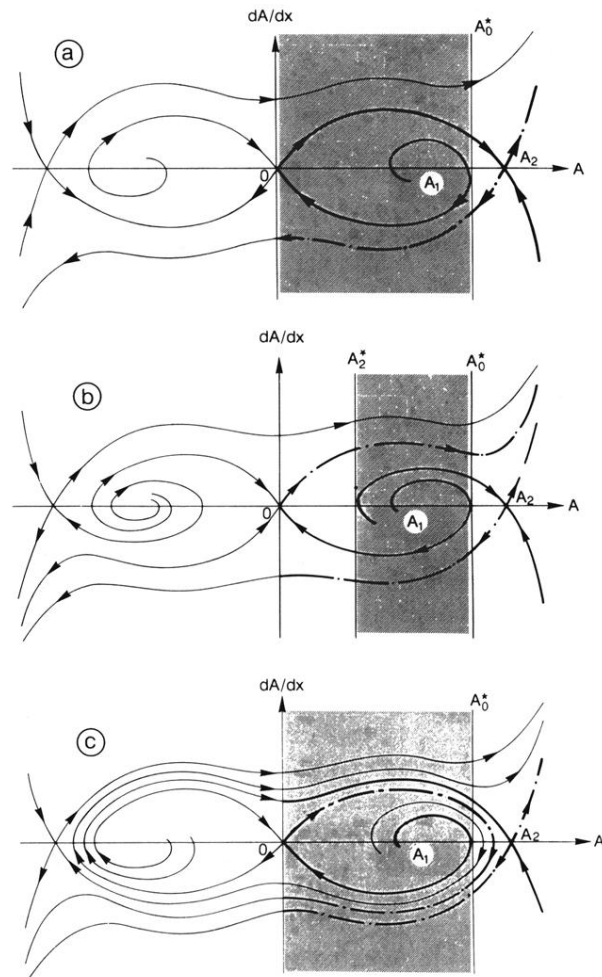 dA/dx
A₀*
ⓐ
0
A₁
A₂
A
dA/dx
A₂*
A₀*
ⓑ
0
A₁
A₂
A
dA/dx
A₀*
ⓒ
0
A₁
A₂
A